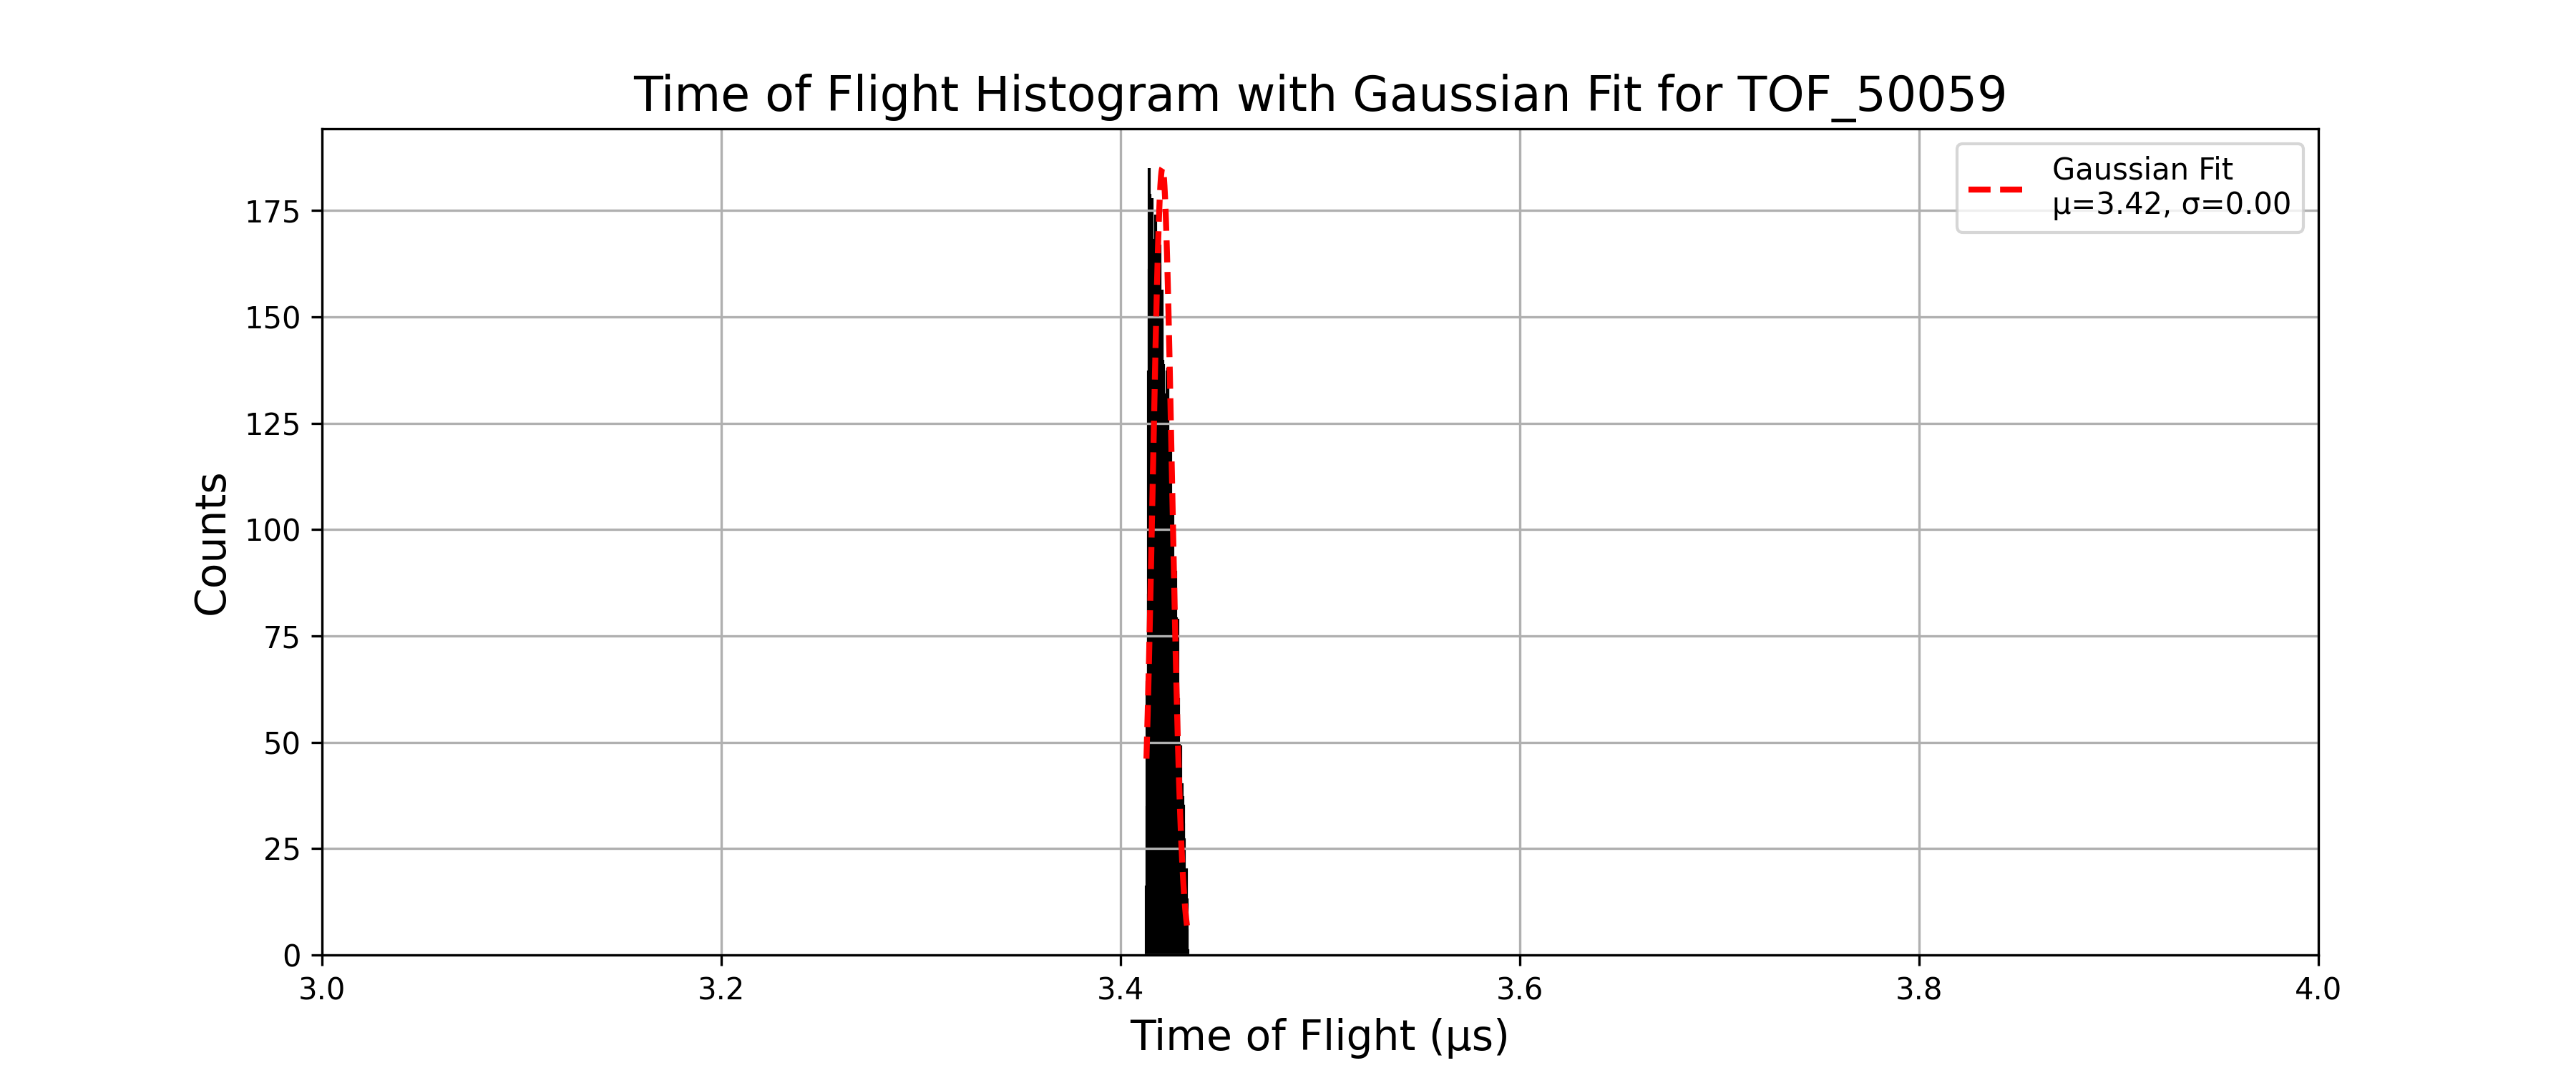 Time of Flight Histogram with Gaussian Fit for TOF_50059
Gaussian Fit
μ=3.42, σ=0.00
175
150
125
100
75
50
25
0
Counts
3.0 3.2 3.4 3.6 3.8 4.0
Time of Flight (μs)